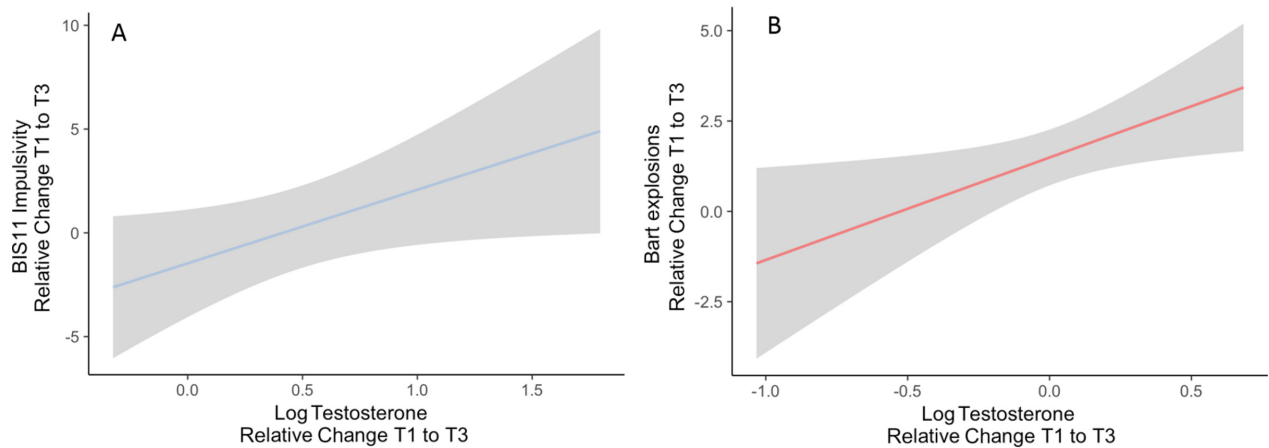 A
BIS11 Impulsivity
Relative Change T1 to T3
10
5
0
-5
0.0 0.5 1.0 1.5
Log Testosterone
Relative Change T1 to T3
B
Bart explosions
Relative Change T1 to T3
5.0
2.5
0.0
-2.5
-1.0 -0.5 0.0 0.5
Log Testosterone
Relative Change T1 to T3